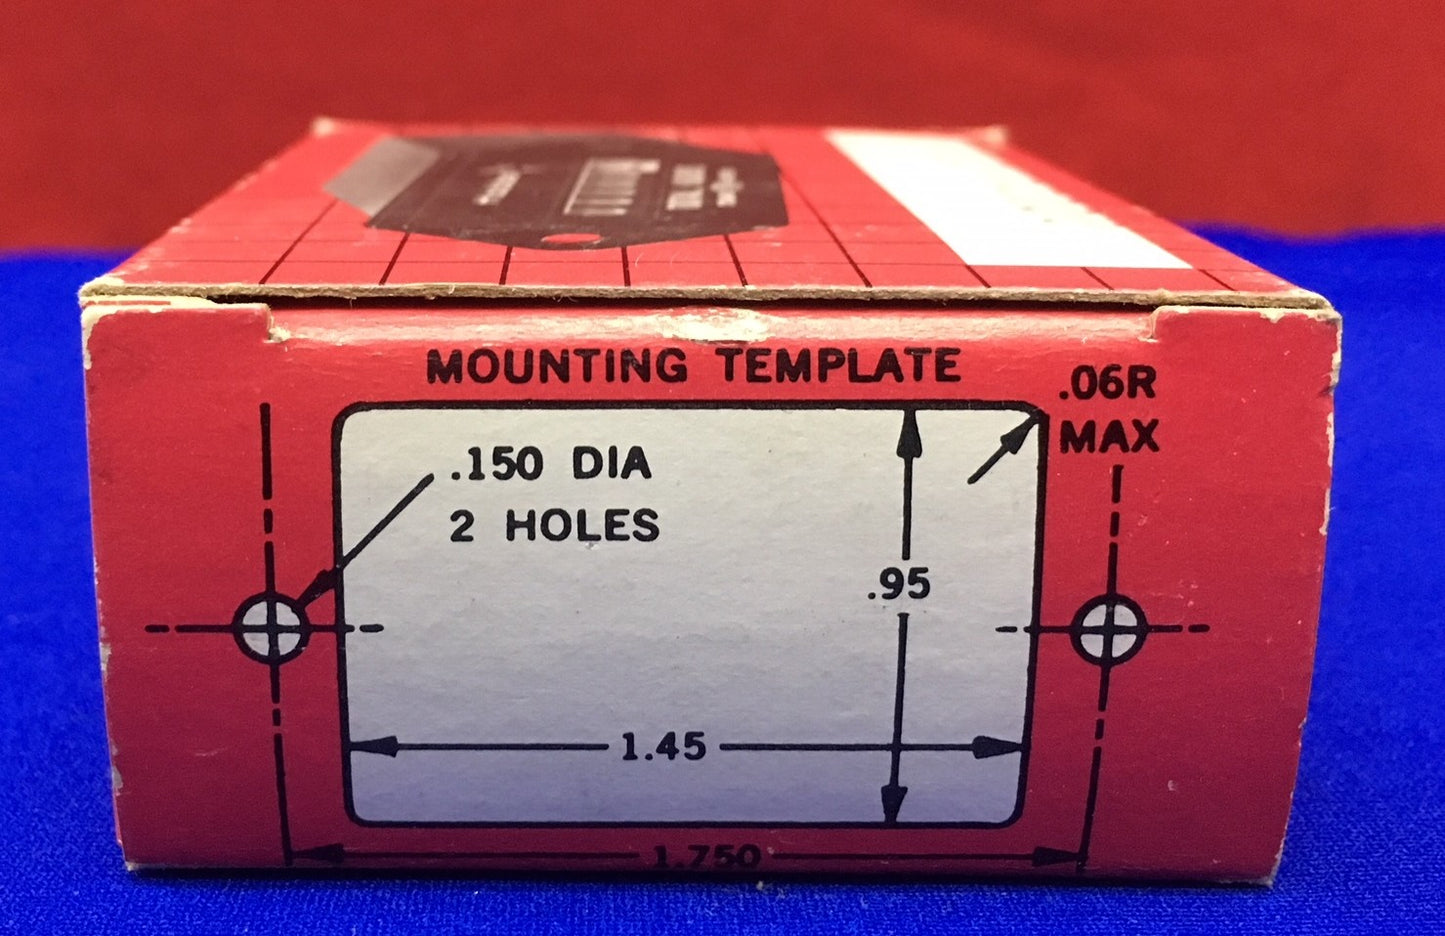 MOUNTING TEMPLATE
.06R
MAX
.150 DIA
2 HOLES
.95
1.45
1.750